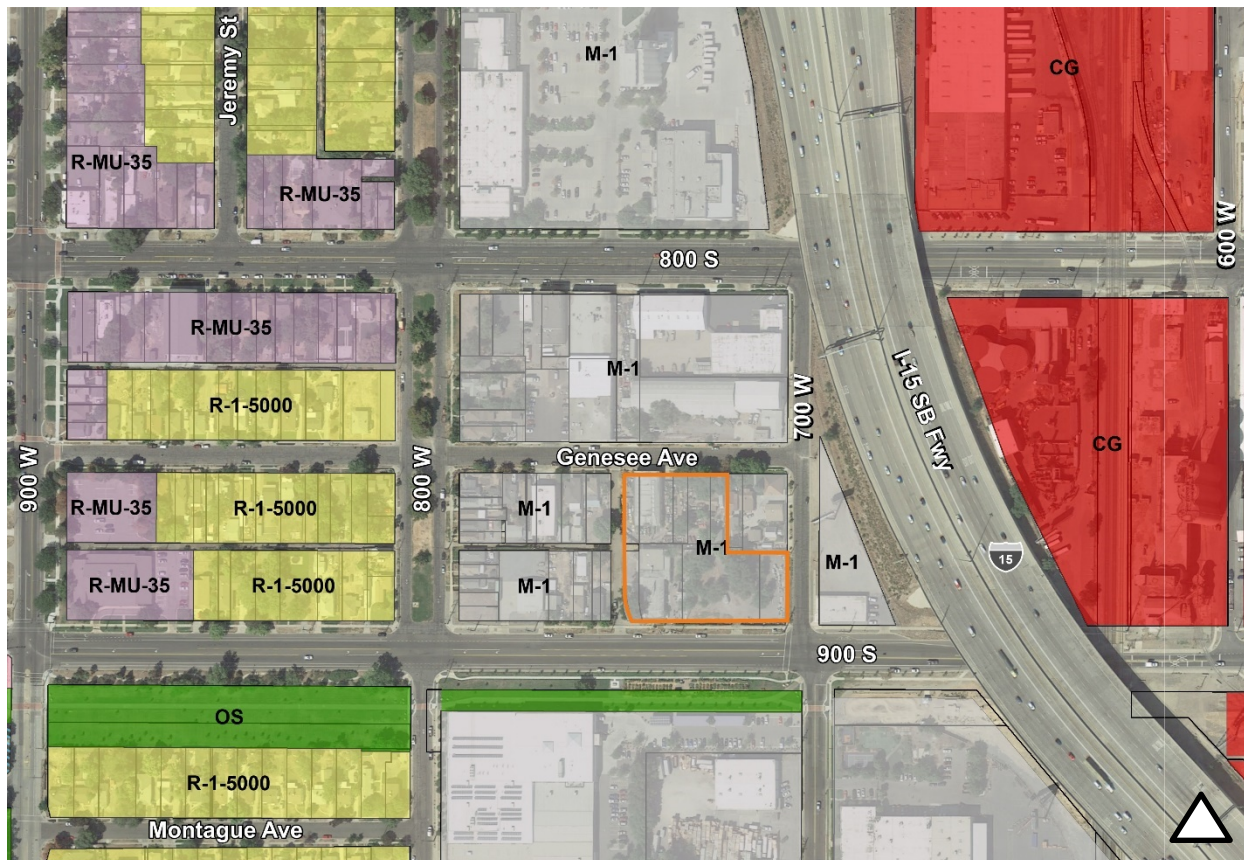 Jeremy St
M-1
CG
R-MU-35
R-MU-35
600 W
800 S
R-MU-35
M-1
I-15 SB Fwy
700 W
R-1-5000
CG
Genesee Ave
900 W
800 W
R-MU-35
R-1-5000
M-1
M-1
15
M-1
R-MU-35
R-1-5000
M-1
900 S
OS
R-1-5000
Montague Ave